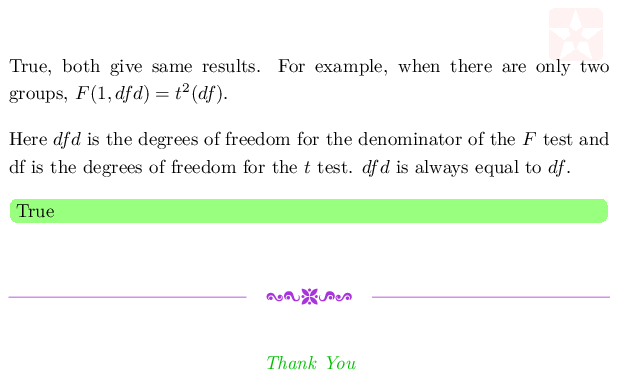 True, both give same results. For example, when there are only two
groups, F(1, dfd) = t²(df).
Here dfd is the degrees of freedom for the denominator of the F test and
df is the degrees of freedom for the t test. dfd is always equal to df.
True
Thank You